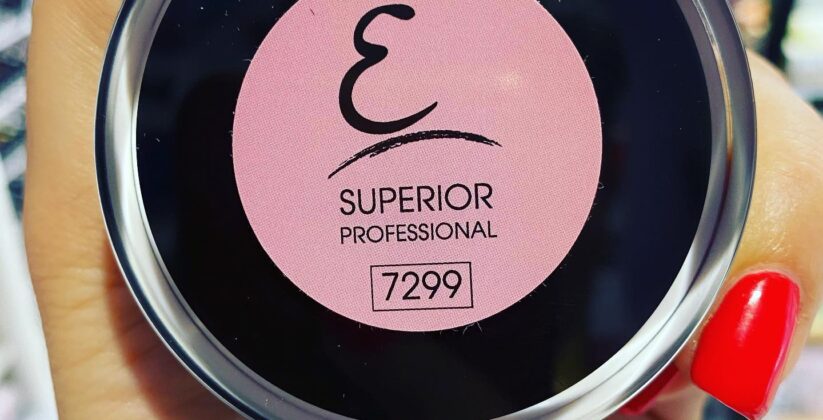 E
SUPERIOR
PROFESSIONAL
7299